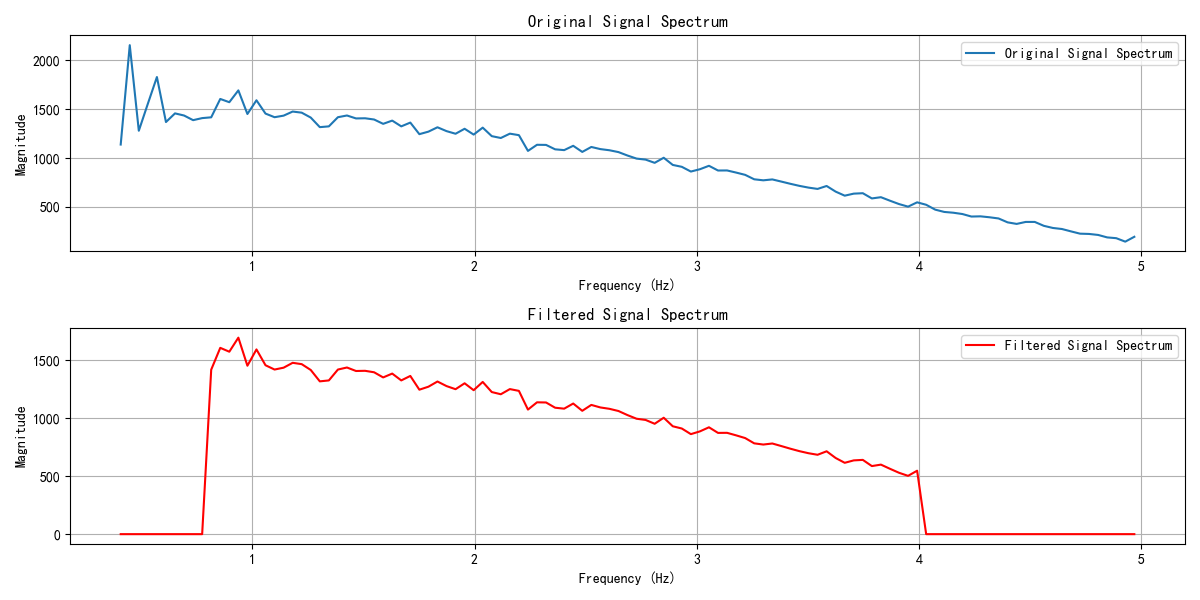 Original Signal Spectrum
Original Signal Spectrum
2000
1500
1000
500
Magnitude
1 2 3 4 5
Frequency (Hz)
Filtered Signal Spectrum
Filtered Signal Spectrum
1500
1000
500
0
Magnitude
1 2 3 4 5
Frequency (Hz)